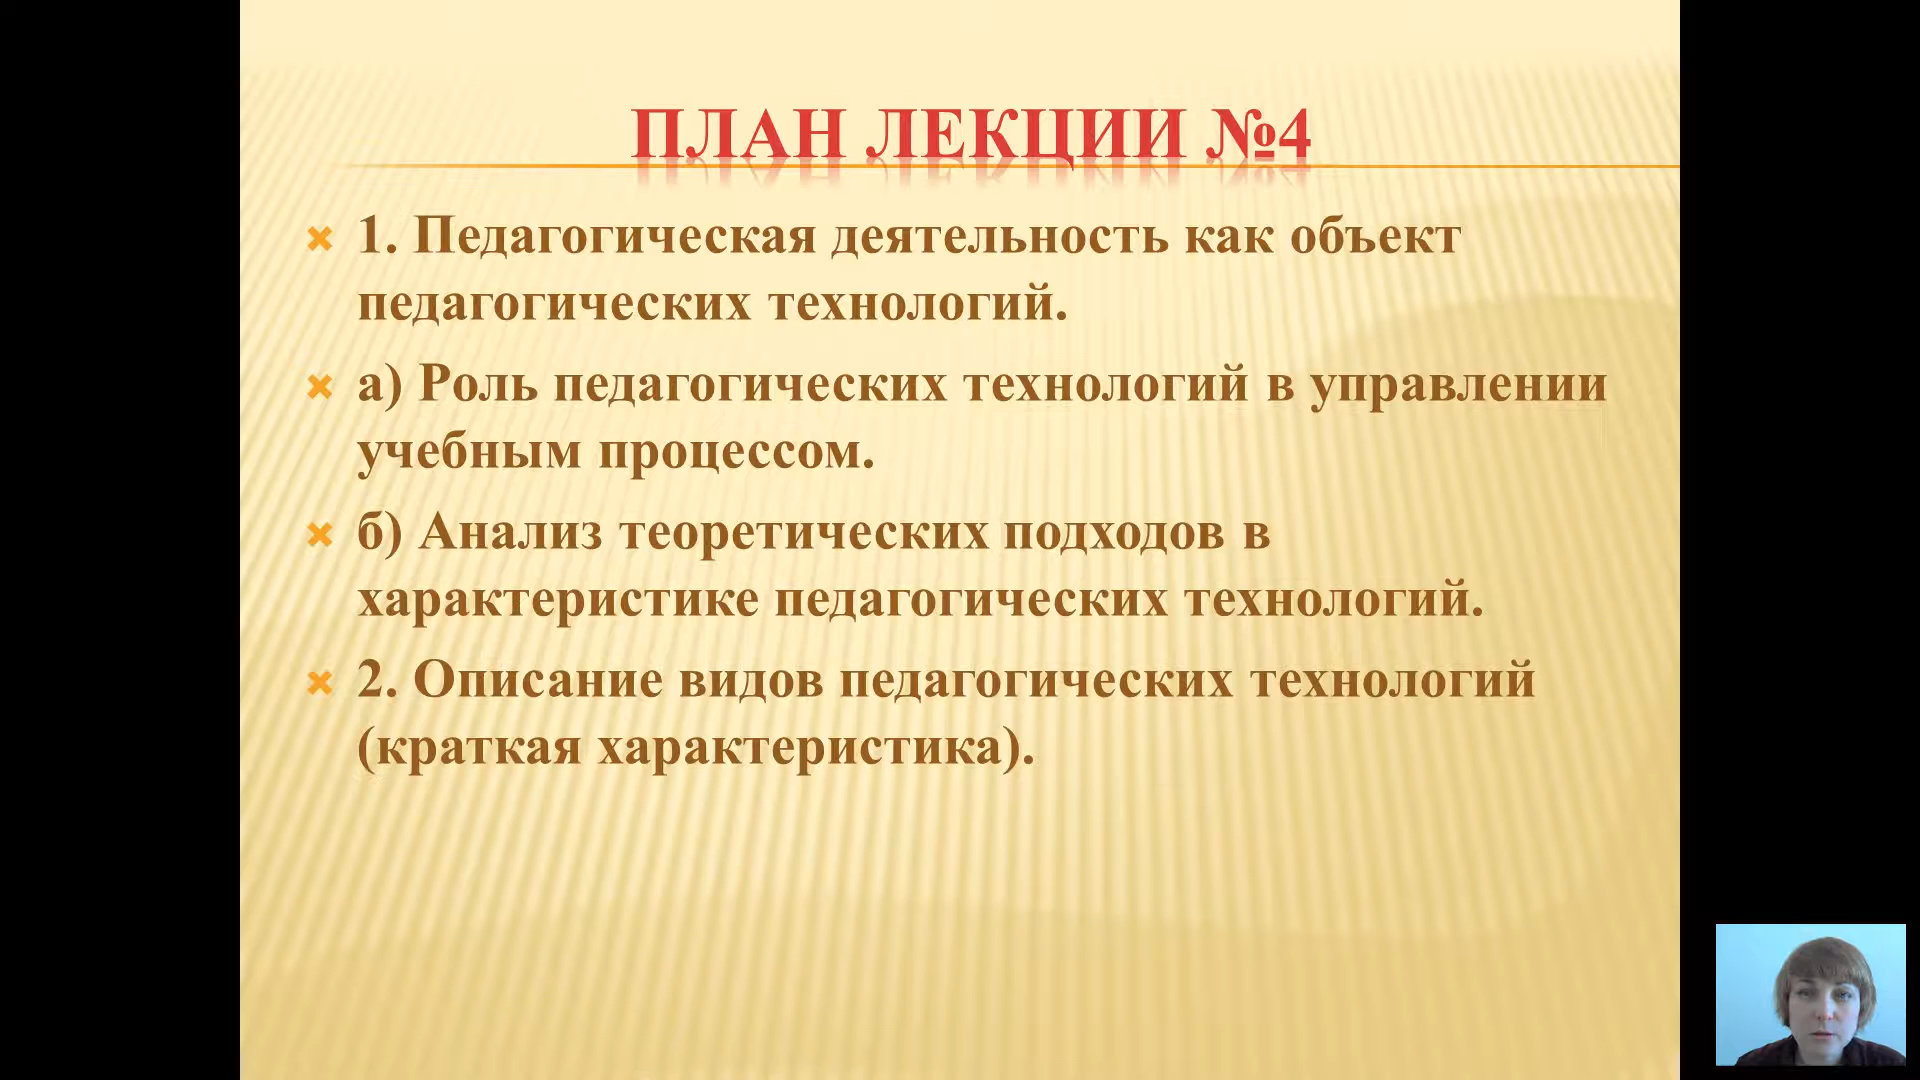 ПЛАН ЛЕКЦИИ №4
1. Педагогическая деятельность как объект
педагогических технологий.
а) Роль педагогических технологий в управлении
учебным процессом.
б) Анализ теоретических подходов в
характеристике педагогических технологий.
2. Описание видов педагогических технологий
(краткая характеристика).